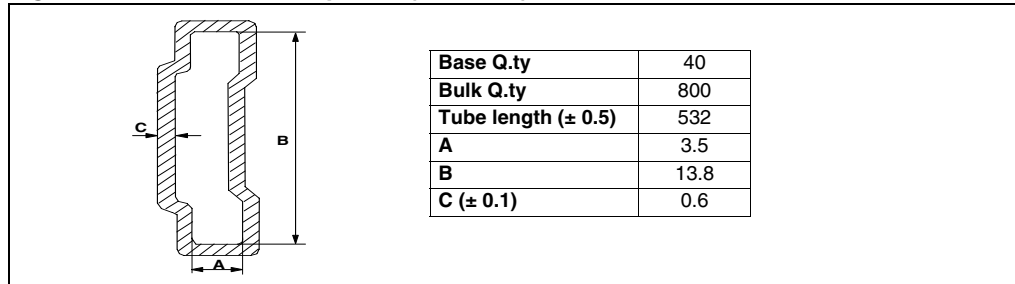 C
B
A
Base Q.ty 40
Bulk Q.ty 800
Tube length (± 0.5) 532
A 3.5
B 13.8
C (± 0.1) 0.6